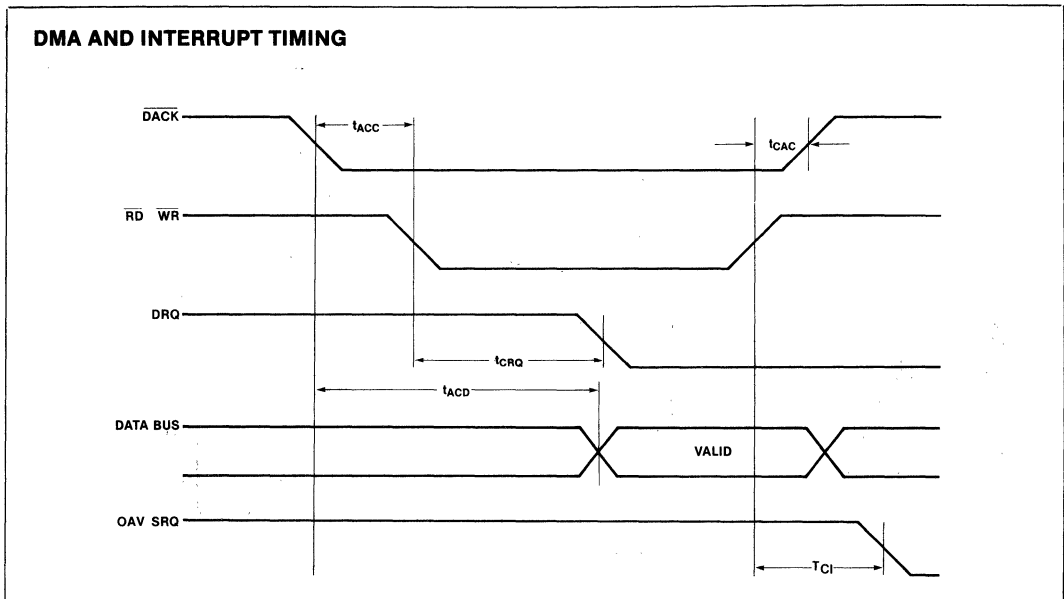 DMA AND INTERRUPT TIMING
DACK
tACC
tCAC
RD WR
DRQ
tCRQ
tACD
DATA BUS
VALID
OAV SRQ
TCI